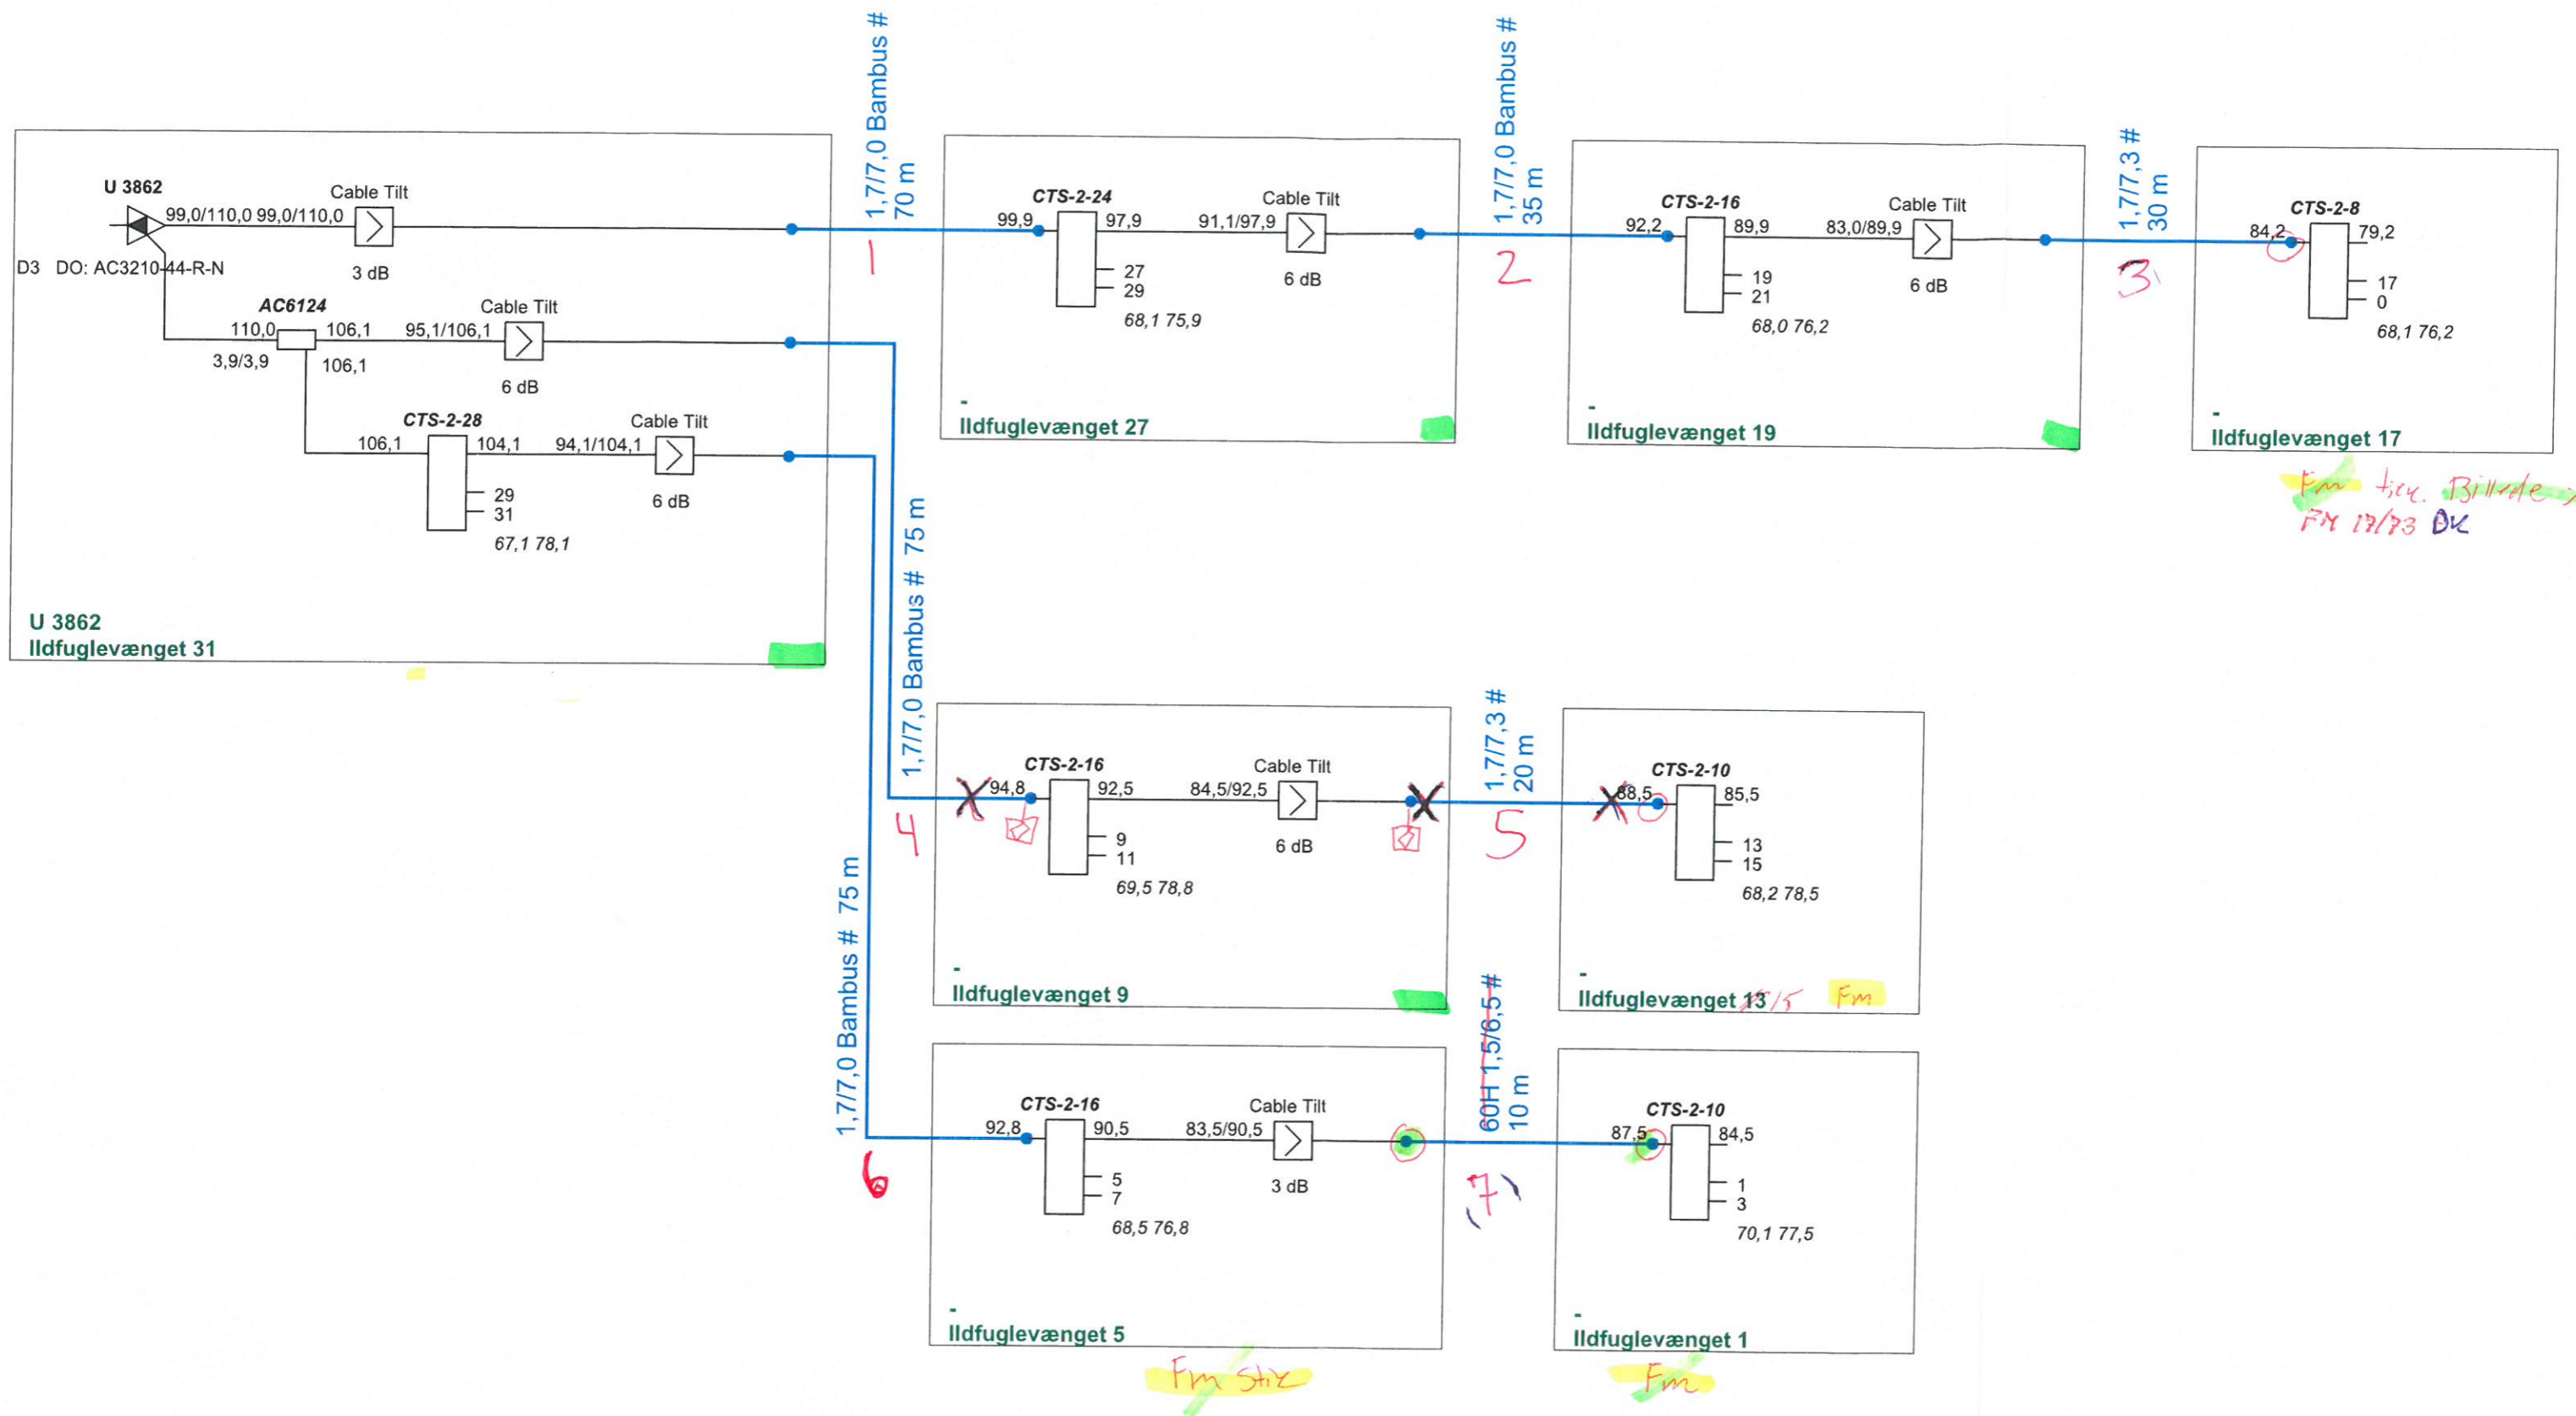 U 3862
99,0/110,0 99,0/110,0
Cable Tilt
3 dB
D3 DO: AC3210-44-R-N
AC6124
110,0
106,1
95,1/106,1
Cable Tilt
3,9/3,9
106,1
6 dB
CTS-2-28
106,1
104,1
94,1/104,1
Cable Tilt
29
31
6 dB
67,1 78,1
U 3862
Ildfuglevænget 31
1,7/7,0 Bambus #
70 m
1
CTS-2-24
99,9
97,9
91,1/97,9
Cable Tilt
27
29
6 dB
68,1 75,9
-
Ildfuglevænget 27
1,7/7,0 Bambus #
35 m
2
CTS-2-16
92,2
89,9
83,0/89,9
Cable Tilt
19
21
6 dB
68,0 76,2
-
Ildfuglevænget 19
1,7/7,3 #
30 m
3
CTS-2-8
84,2
79,2
17
0
68,1 76,2
-
Ildfuglevænget 17
Fm
FM 17/73 DK
1,7/7,0 Bambus # 75 m
4
CTS-2-16
94,8
92,5
84,5/92,5
Cable Tilt
9
11
6 dB
69,5 78,8
-
Ildfuglevænget 9
1,7/7,3 #
20 m
5
CTS-2-10
88,5
85,5
13
15
68,2 78,5
-
Ildfuglevænget 13 15
Fm
1,7/7,0 Bambus # 75 m
6
CTS-2-16
92,8
90,5
83,5/90,5
Cable Tilt
5
7
3 dB
68,5 76,8
-
Ildfuglevænget 5
Fm Stik
60H 1,5/6,5 #
10 m
7
CTS-2-10
87,5
84,5
1
3
70,1 77,5
-
Ildfuglevænget 1
Fm